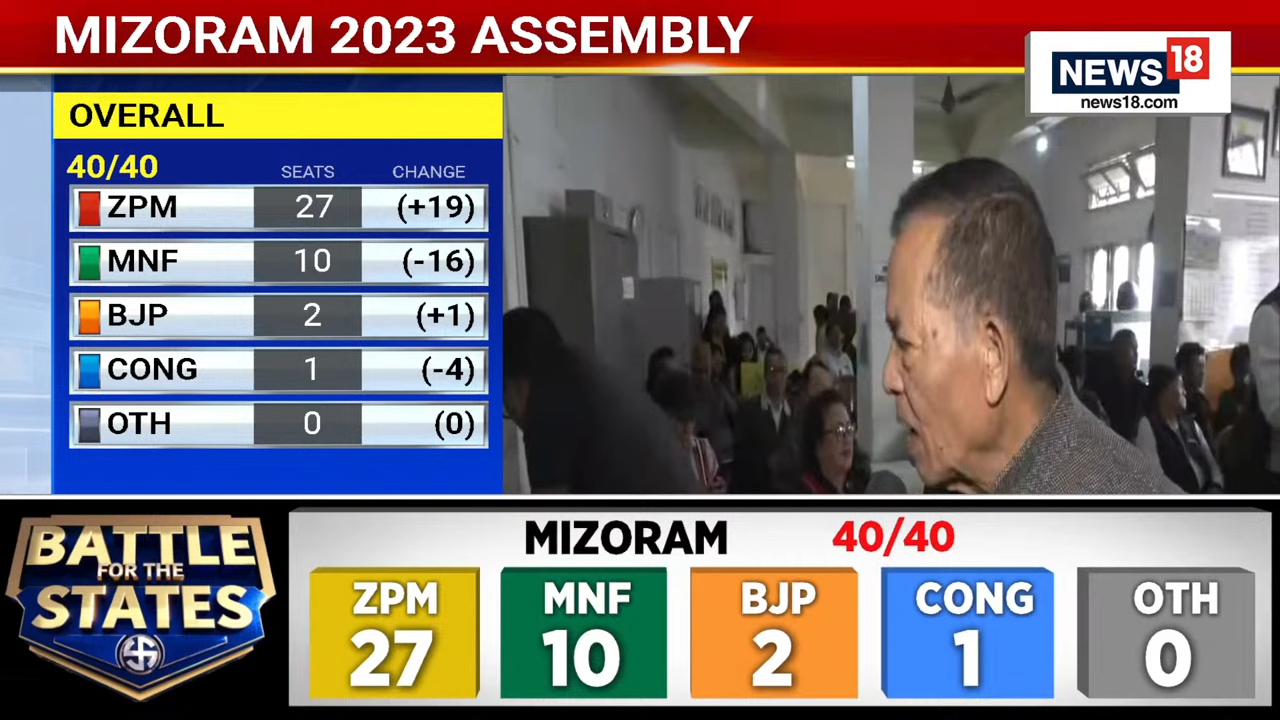 MIZORAM 2023 ASSEMBLY
NEWS 18
news18.com
OVERALL
40/40 SEATS CHANGE
ZPM 27 (+19)
MNF 10 (-16)
BJP 2 (+1)
CONG 1 (-4)
OTH 0 (0)
BATTLE
FOR THE
STATES
MIZORAM 40/40
ZPM MNF BJP CONG OTH
27 10 2 1 0